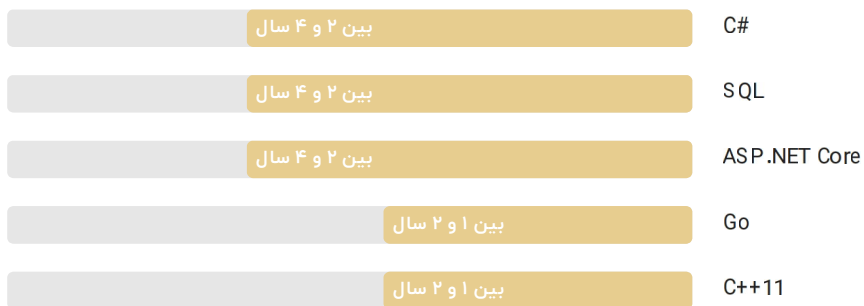 C# بین ۲ و ۴ سال
SQL بین ۲ و ۴ سال
ASP.NET Core بین ۲ و ۴ سال
Go بین ۱ و ۲ سال
C++11 بین ۱ و ۲ سال